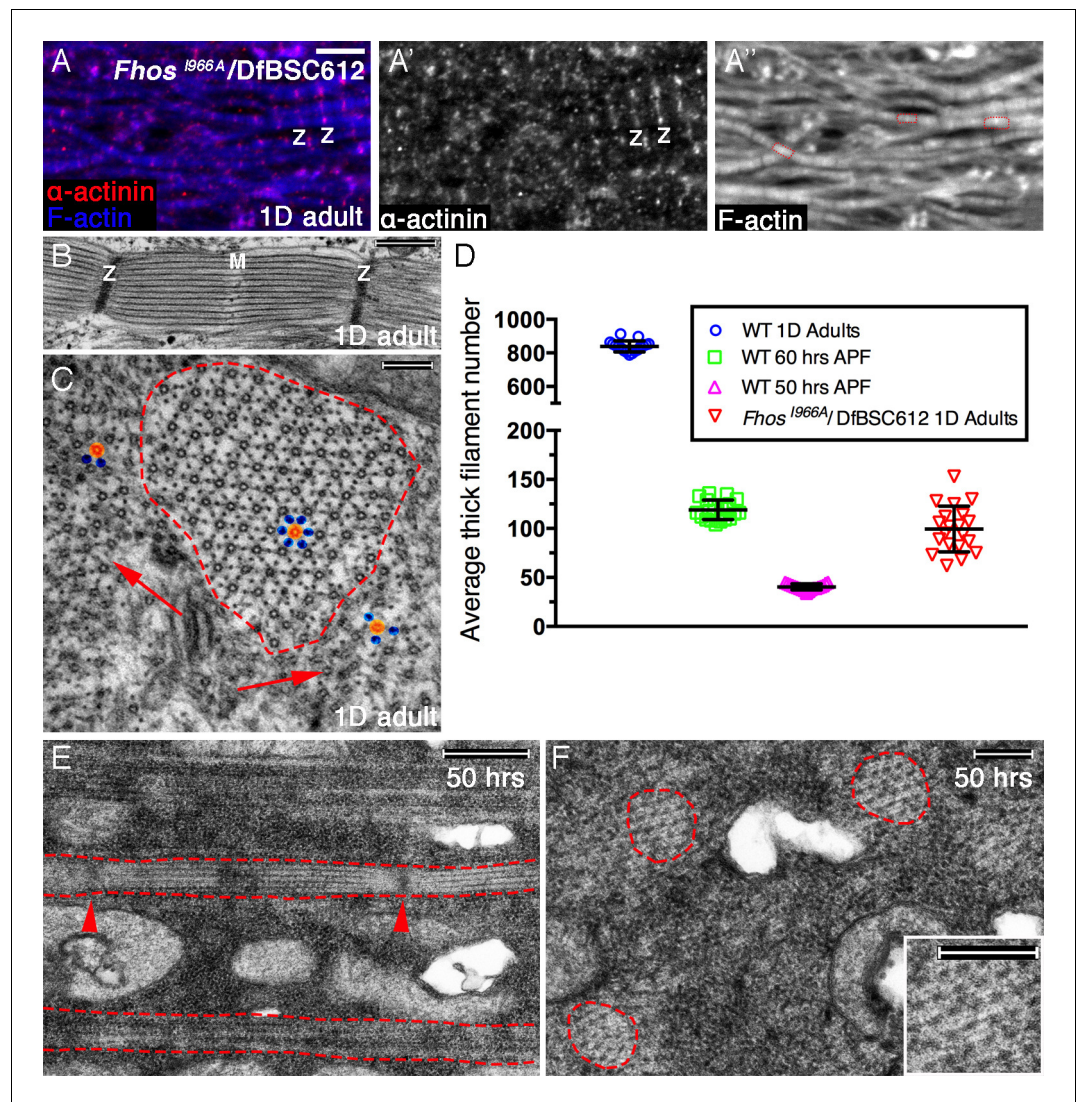 A
Fhos I966A/DfBSC612
z z
α-actinin
F-actin
1D adult
A'
z z
α-actinin
A''
F-actin
B
Z M Z
1D adult
C
1D adult
D
Average thick filament number
1000
800
600
200
150
100
50
0
WT 1D Adults
WT 60 hrs APF
WT 50 hrs APF
Fhos I966A/ DfBSC612 1D Adults
E
50 hrs
F
50 hrs